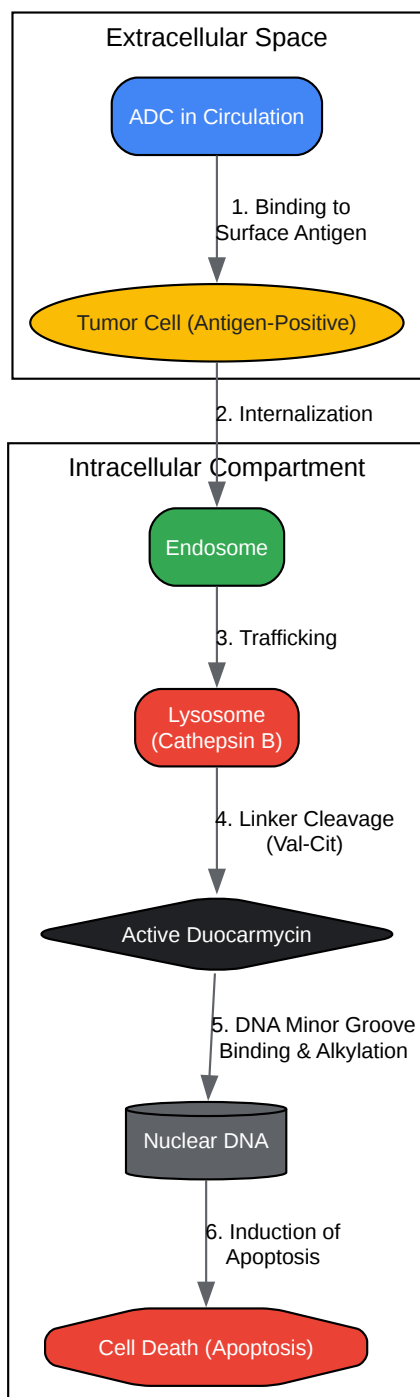 Extracellular Space
ADC in Circulation
1. Binding to
Surface Antigen
Tumor Cell (Antigen-Positive)
2. Internalization
Intracellular Compartment
Endosome
3. Trafficking
Lysosome
(Cathepsin B)
4. Linker Cleavage
(Val-Cit)
Active Duocarmycin
5. DNA Minor Groove
Binding & Alkylation
Nuclear DNA
6. Induction of
Apoptosis
Cell Death (Apoptosis)